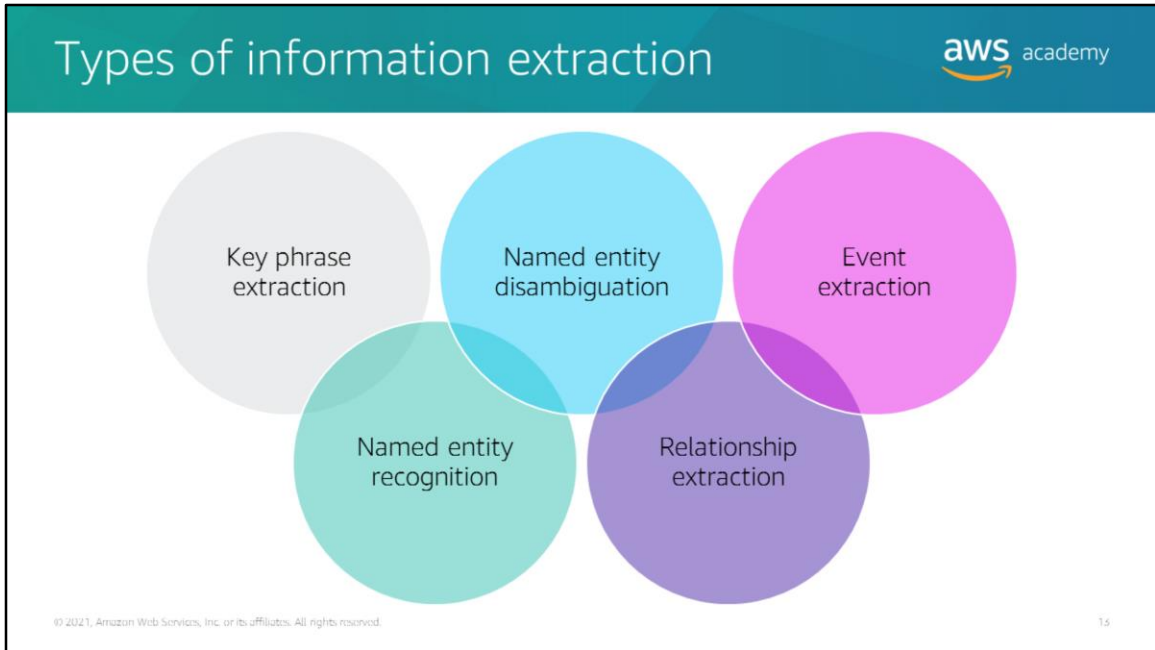 Types of information extraction
aws academy
Key phrase
extraction
Named entity
disambiguation
Event
extraction
Named entity
recognition
Relationship
extraction
© 2021, Amazon Web Services, Inc. or its affiliates. All rights reserved.
13